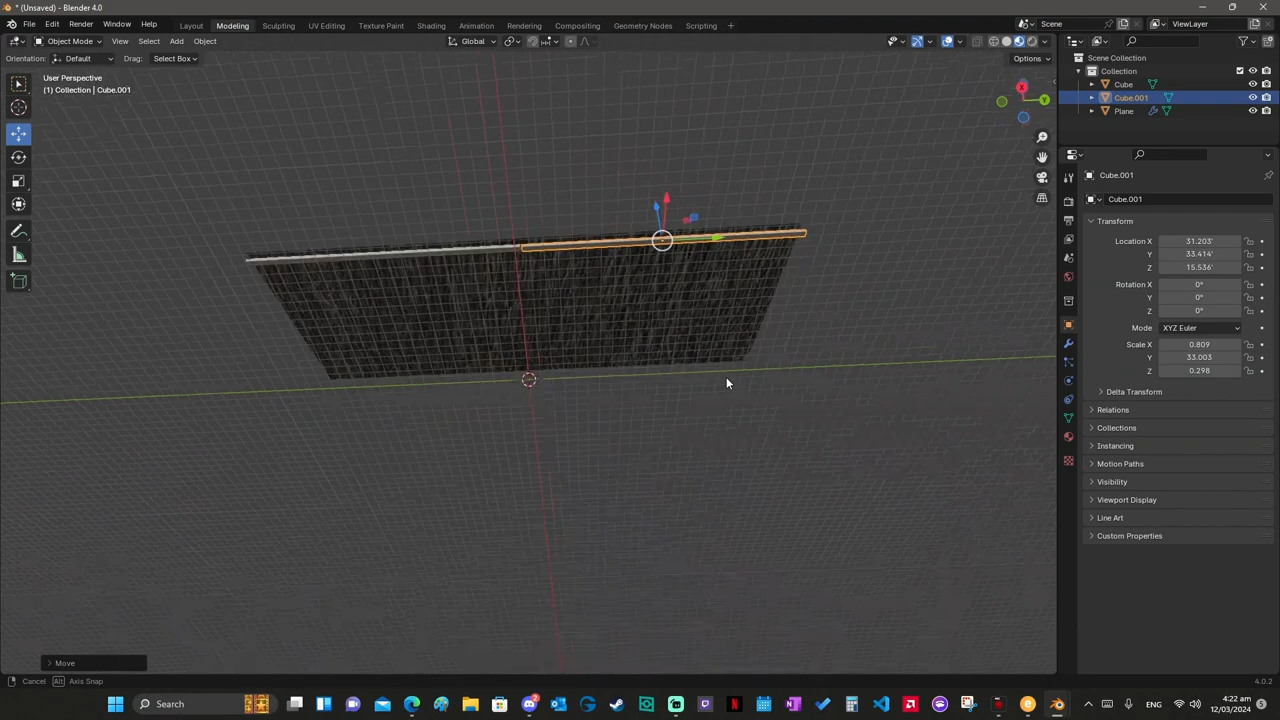 * (Unsaved) - Blender 4.0
File Edit Render Window Help Layout Modeling Sculpting UV Editing Texture Paint Shading Animation Rendering Compositing Geometry Nodes Scripting + Scene ViewLayer
Object Mode View Select Add Object Global
Orientation: Default Drag: Select Box Options
User Perspective
(1) Collection | Cube.001
X
Y
Scene Collection
Collection
Cube
Cube.001
Plane
Cube.001
Cube.001
Transform
Location X 31.203'
Y 33.414'
Z 15.536'
Rotation X 0°
Y 0°
Z 0°
Mode XYZ Euler
Scale X 0.809
Y 33.003
Z 0.298
Delta Transform
Relations
Collections
Instancing
Motion Paths
Visibility
Viewport Display
Line Art
Custom Properties
Move
Cancel Alt Axis Snap 4.0.2
Search 2 ENG 4:22 am
12/03/2024